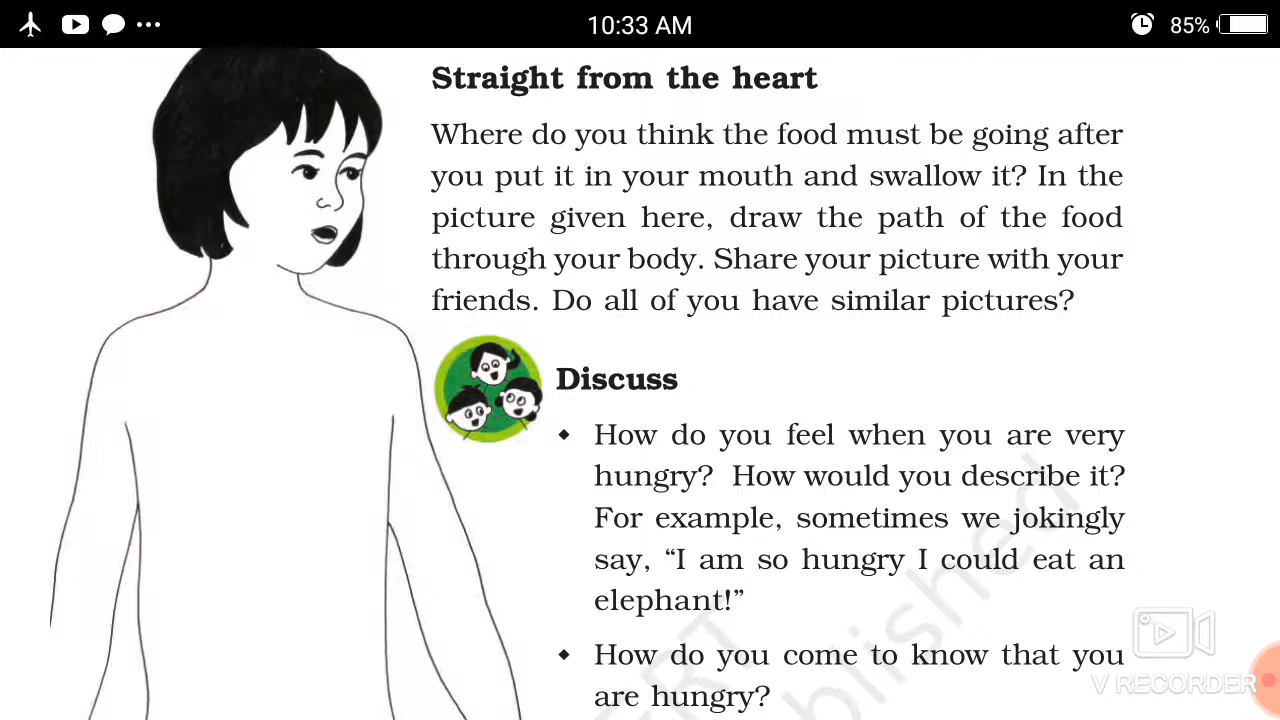 10:33 AM
85%
Straight from the heart
Where do you think the food must be going after
you put it in your mouth and swallow it? In the
picture given here, draw the path of the food
through your body. Share your picture with your
friends. Do all of you have similar pictures?
Discuss
◆ How do you feel when you are very
hungry? How would you describe it?
For example, sometimes we jokingly
say, “I am so hungry I could eat an
elephant!”
◆ How do you come to know that you
are hungry?
V RECORDER